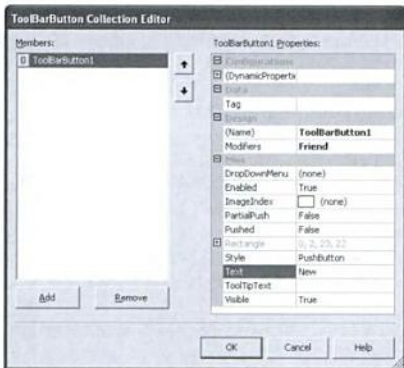 ToolBarButton Collection Editor
Members:
0 ToolBarButton1
Add
Remove
ToolBarButton1 Properties:
Configurations
(DynamicPropertie
Data
Tag
Design
(Name) ToolBarButton1
Modifiers Friend
Misc
DropDownMenu (none)
Enabled True
ImageIndex (none)
PartialPush False
Pushed False
Rectangle 0, 2, 23, 22
Style PushButton
Text New
ToolTipText
Visible True
OK
Cancel
Help